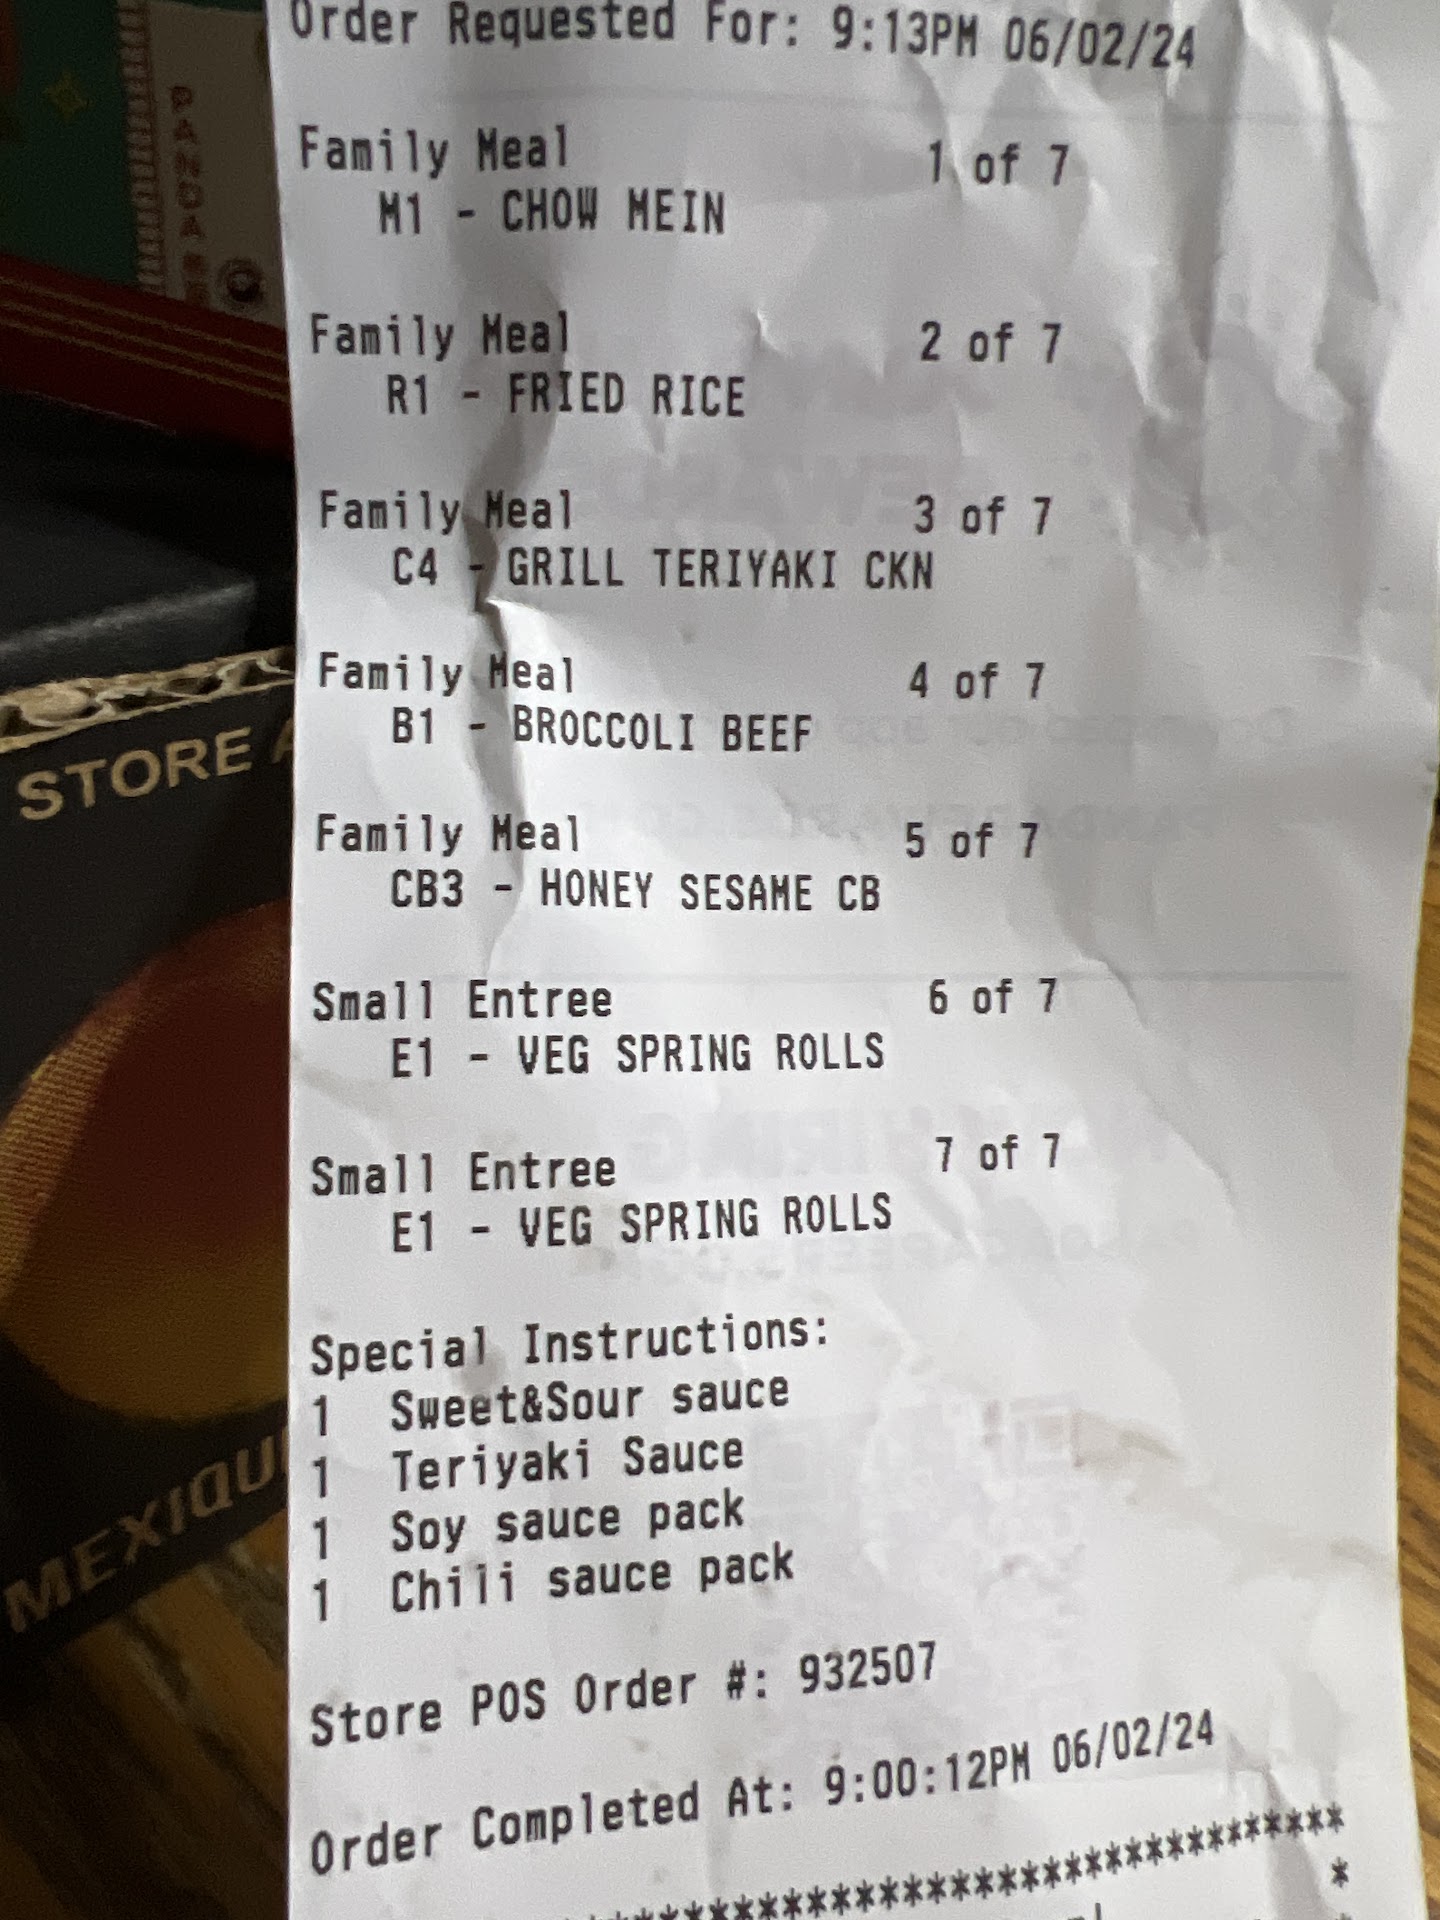 Order Requested For: 9:13PM 06/02/24
Family Meal 1 of 7
M1 - CHOW MEIN
Family Meal 2 of 7
R1 - FRIED RICE
Family Meal 3 of 7
C4 - GRILL TERIYAKI CKN
Family Meal 4 of 7
B1 - BROCCOLI BEEF
Family Meal 5 of 7
CB3 - HONEY SESAME CB
Small Entree 6 of 7
E1 - VEG SPRING ROLLS
Small Entree 7 of 7
E1 - VEG SPRING ROLLS
Special Instructions:
1 Sweet&Sour sauce
1 Teriyaki Sauce
1 Soy sauce pack
1 Chili sauce pack
Store POS Order #: 932507
Order Completed At: 9:00:12PM 06/02/24
PANDA
STORE
MEXIQU